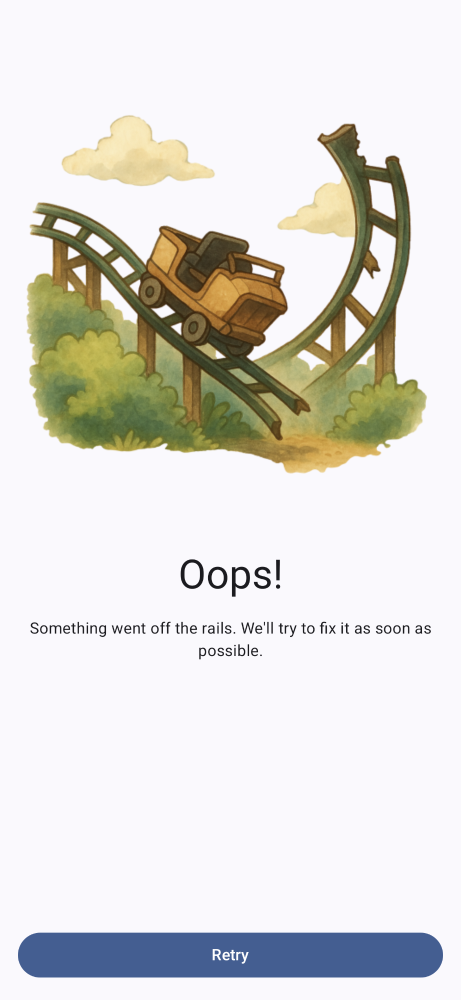 Oops!
Something went off the rails. We'll try to fix it as soon as
possible.
Retry